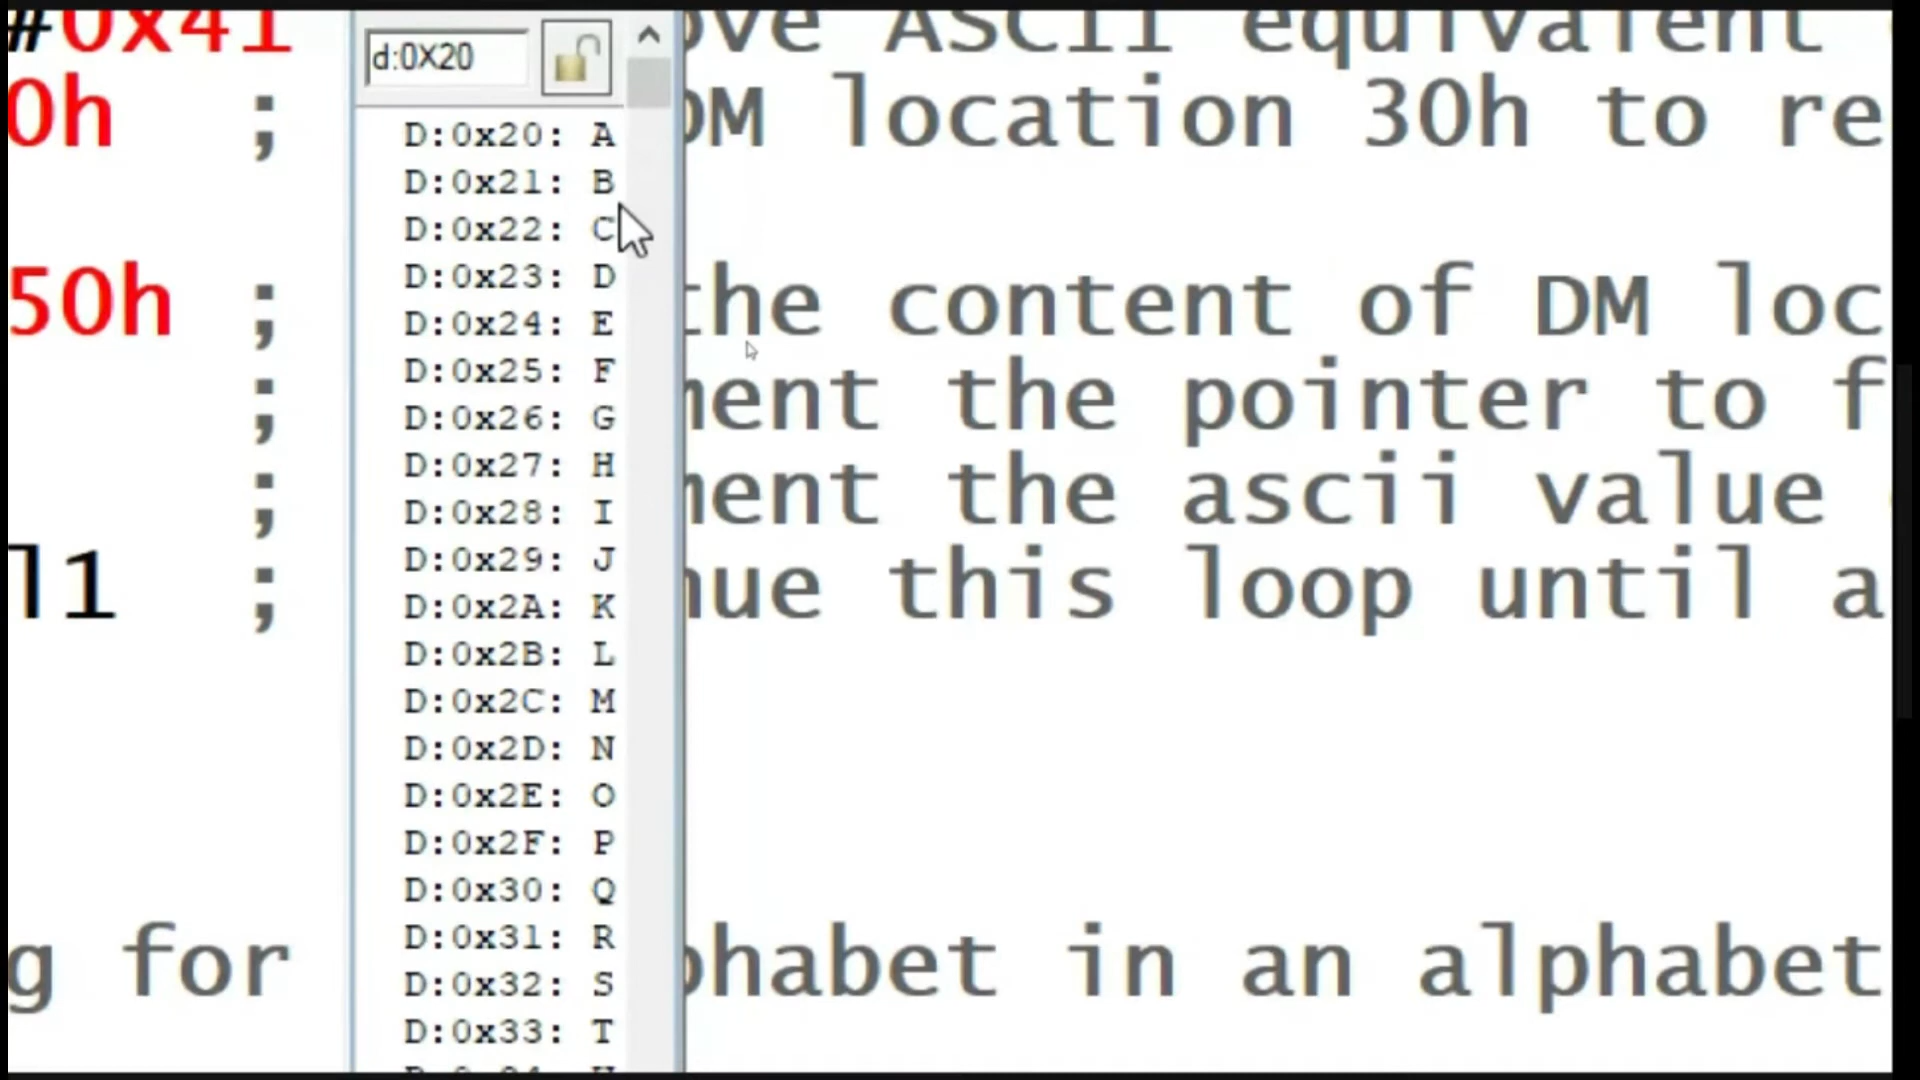 #0x41
d:0X20
ove ASCII equivalent
0h ;
DM location 30h to re
D:0x20: A
D:0x21: B
D:0x22: C
D:0x23: D
D:0x24: E
D:0x25: F
D:0x26: G
D:0x27: H
D:0x28: I
D:0x29: J
D:0x2A: K
D:0x2B: L
D:0x2C: M
D:0x2D: N
D:0x2E: O
D:0x2F: P
D:0x30: Q
D:0x31: R
D:0x32: S
D:0x33: T
50h ;
the content of DM loc
;
ment the pointer to f
;
ment the ascii value
l1 ;
nue this loop until a
g for
phabet in an alphabet